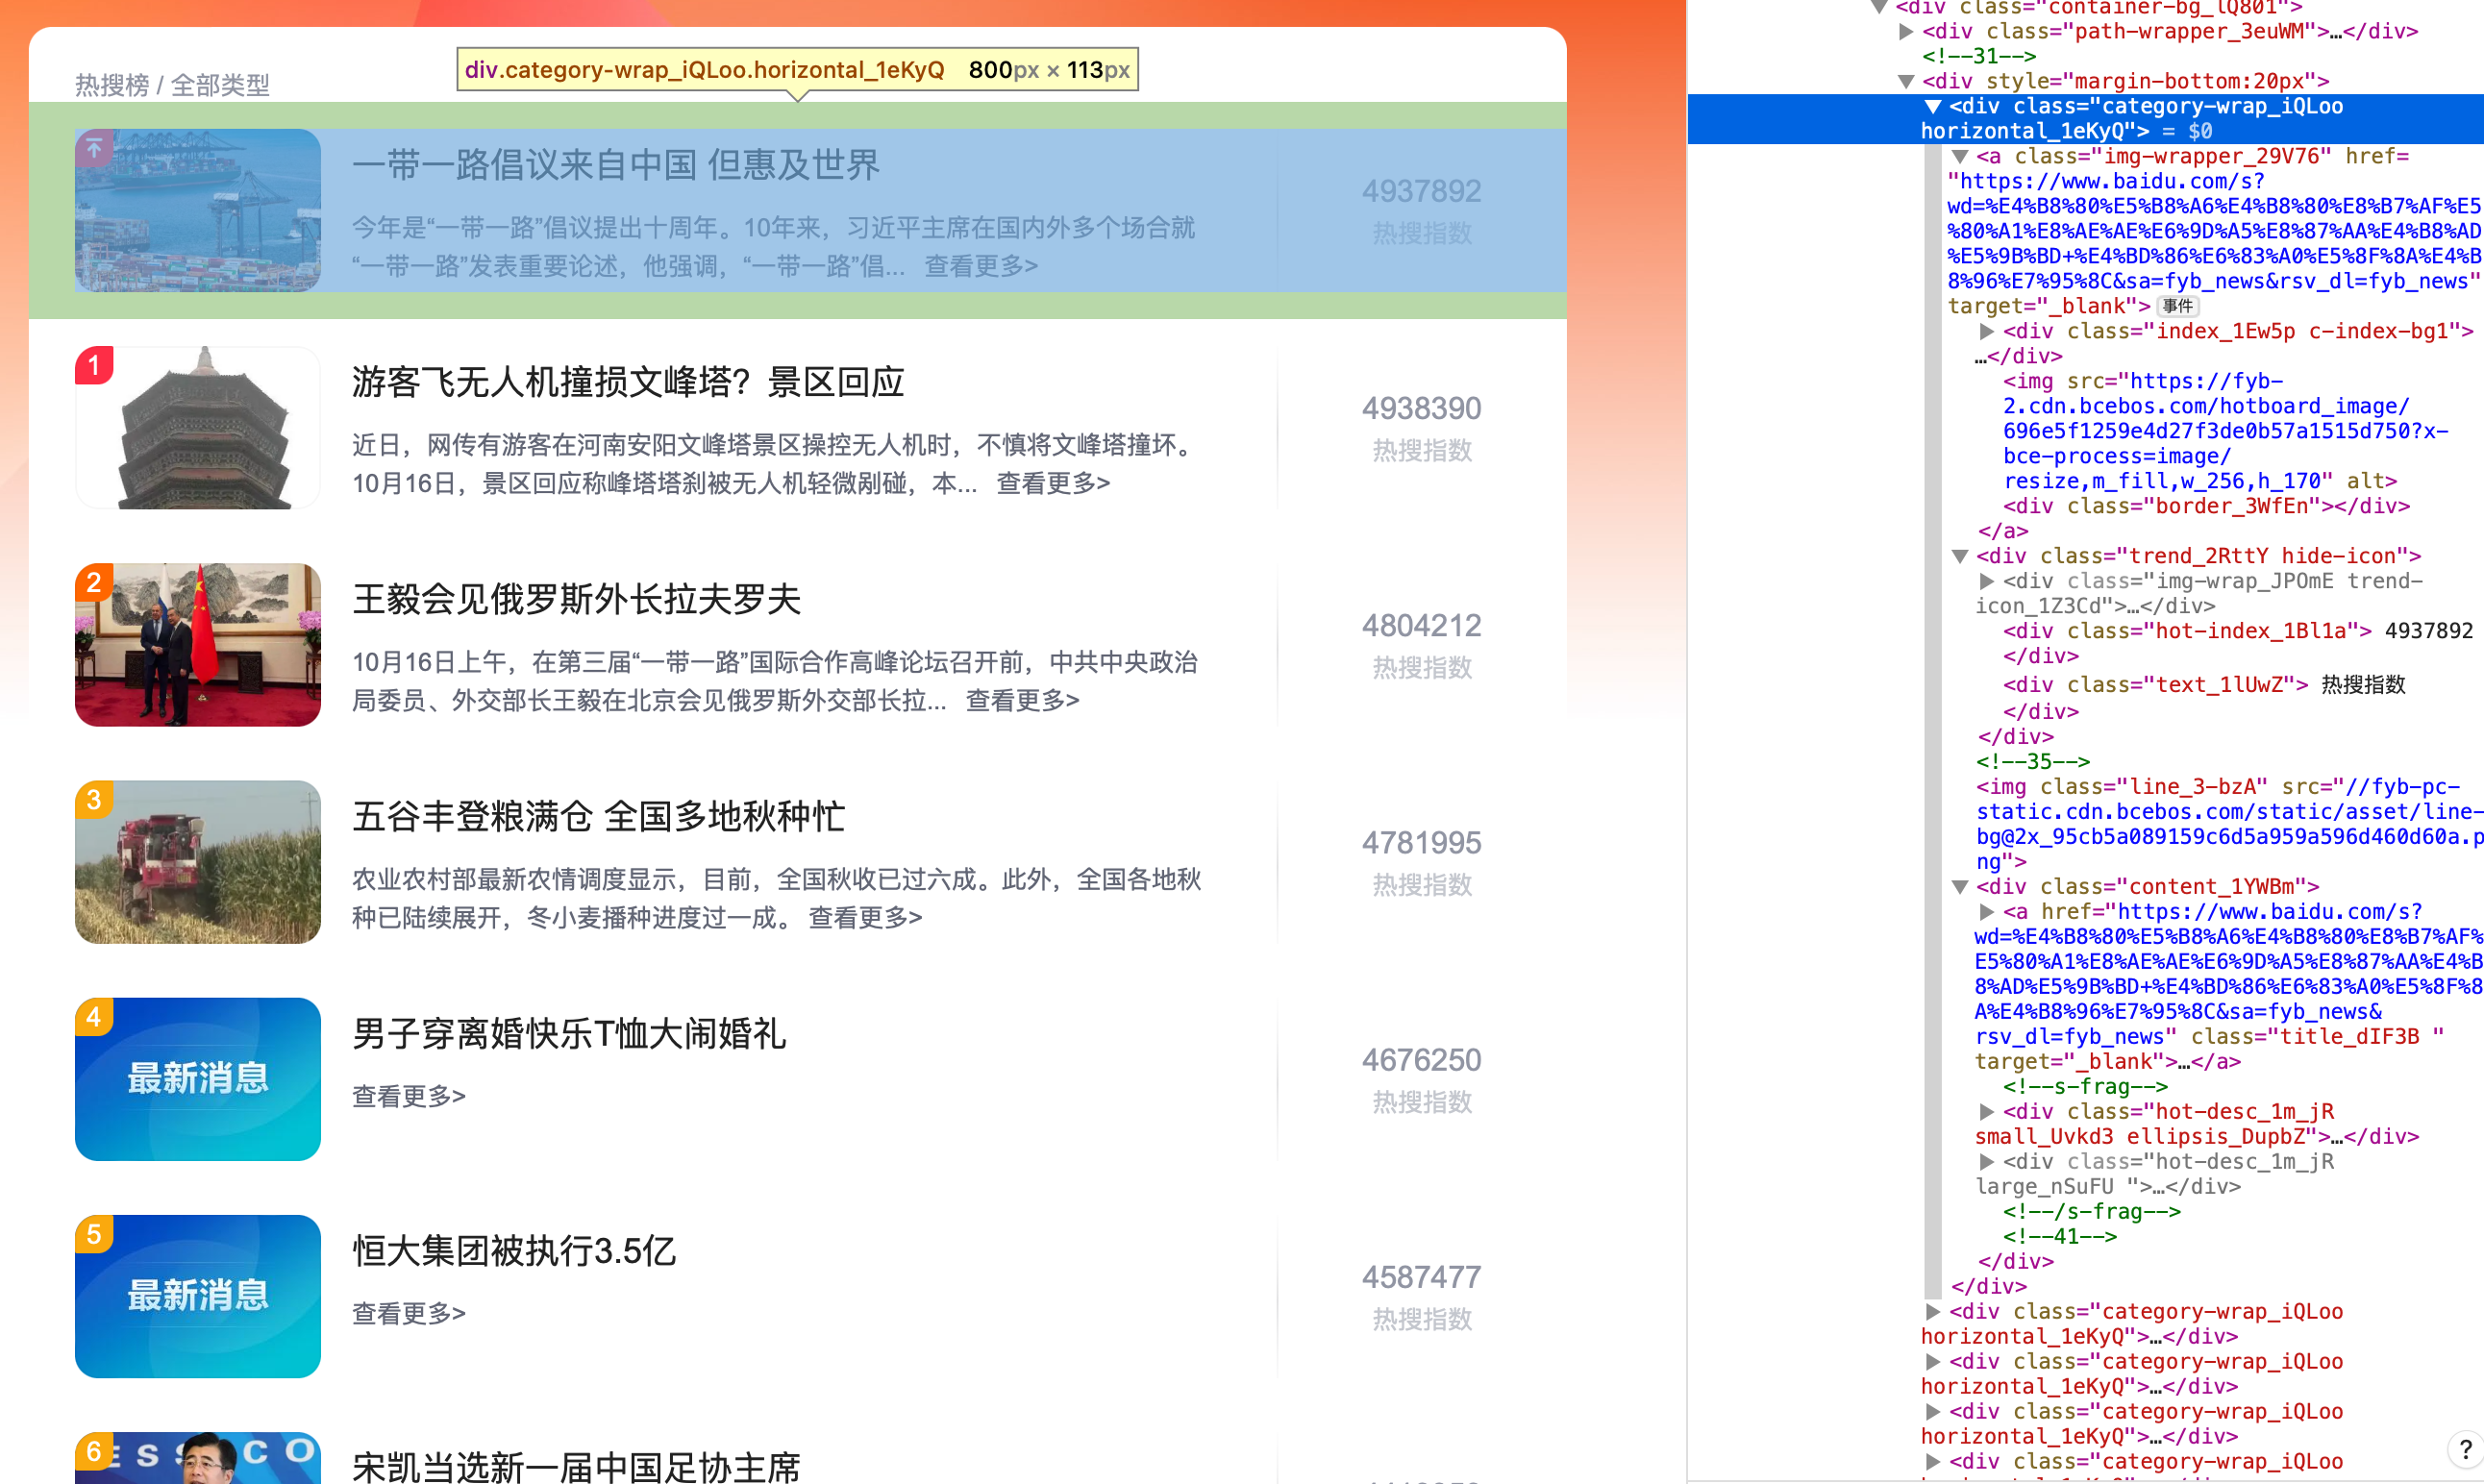 热搜榜 / 全部类型
div.category-wrap_iQLoo.horizontal_1eKyQ 800px × 113px
一带一路倡议来自中国 但惠及世界
今年是“一带一路”倡议提出十周年。10年来，习近平主席在国内外多个场合就
“一带一路”发表重要论述，他强调，“一带一路”倡... 查看更多>
4937892
热搜指数
1
游客飞无人机撞损文峰塔？景区回应
近日，网传有游客在河南安阳文峰塔景区操控无人机时，不慎将文峰塔撞坏。
10月16日，景区回应称峰塔塔刹被无人机轻微剐碰，本... 查看更多>
4938390
热搜指数
2
王毅会见俄罗斯外长拉夫罗夫
10月16日上午，在第三届“一带一路”国际合作高峰论坛召开前，中共中央政治
局委员、外交部长王毅在北京会见俄罗斯外交部长拉... 查看更多>
4804212
热搜指数
3
五谷丰登粮满仓 全国多地秋种忙
农业农村部最新农情调度显示，目前，全国秋收已过六成。此外，全国各地秋
种已陆续展开，冬小麦播种进度过一成。 查看更多>
4781995
热搜指数
4
最新消息
男子穿离婚快乐T恤大闹婚礼
查看更多>
4676250
热搜指数
5
最新消息
恒大集团被执行3.5亿
查看更多>
4587477
热搜指数
6
ESS CO
宋凯当选新一届中国足协主席
<div class="container-bg_lQ801">
<div class="path-wrapper_3euWM">…</div>
<!--31-->
<div style="margin-bottom:20px">
<div class="category-wrap_iQLoo
horizontal_1eKyQ"> = $0
<a class="img-wrapper_29V76" href=
"https://www.baidu.com/s?
wd=%E4%B8%80%E5%B8%A6%E4%B8%80%E8%B7%AF%E5
%80%A1%E8%AE%AE%E6%9D%A5%E8%87%AA%E4%B8%AD
%E5%9B%BD+%E4%BD%86%E6%83%A0%E5%8F%8A%E4%B
8%96%E7%95%8C&sa=fyb_news&rsv_dl=fyb_news"
target="_blank"> 事件
<div class="index_1Ew5p c-index-bg1">
…</div>
<img src="https://fyb-
2.cdn.bcebos.com/hotboard_image/
696e5f1259e4d27f3de0b57a1515d750?x-
bce-process=image/
resize,m_fill,w_256,h_170" alt>
<div class="border_3WfEn"></div>
</a>
<div class="trend_2RttY hide-icon">
<div class="img-wrap_JPOmE trend-
icon_1Z3Cd">…</div>
<div class="hot-index_1Bl1a"> 4937892
</div>
<div class="text_1lUwZ"> 热搜指数
</div>
</div>
<!--35-->
<img class="line_3-bzA" src="//fyb-pc-
static.cdn.bcebos.com/static/asset/line-
bg@2x_95cb5a089159c6d5a959a596d460d60a.p
ng">
<div class="content_1YWBm">
<a href="https://www.baidu.com/s?
wd=%E4%B8%80%E5%B8%A6%E4%B8%80%E8%B7%AF%
E5%80%A1%E8%AE%AE%E6%9D%A5%E8%87%AA%E4%B
8%AD%E5%9B%BD+%E4%BD%86%E6%83%A0%E5%8F%8
A%E4%B8%96%E7%95%8C&sa=fyb_news&
rsv_dl=fyb_news" class="title_dIF3B "
target="_blank">…</a>
<!--s-frag-->
<div class="hot-desc_1m_jR
small_Uvkd3 ellipsis_DupbZ">…</div>
<div class="hot-desc_1m_jR
large_nSuFU ">…</div>
<!--/s-frag-->
<!--41-->
</div>
</div>
<div class="category-wrap_iQLoo
horizontal_1eKyQ">…</div>
<div class="category-wrap_iQLoo
horizontal_1eKyQ">…</div>
<div class="category-wrap_iQLoo
horizontal_1eKyQ">…</div>
<div class="category-wrap_iQLoo
?